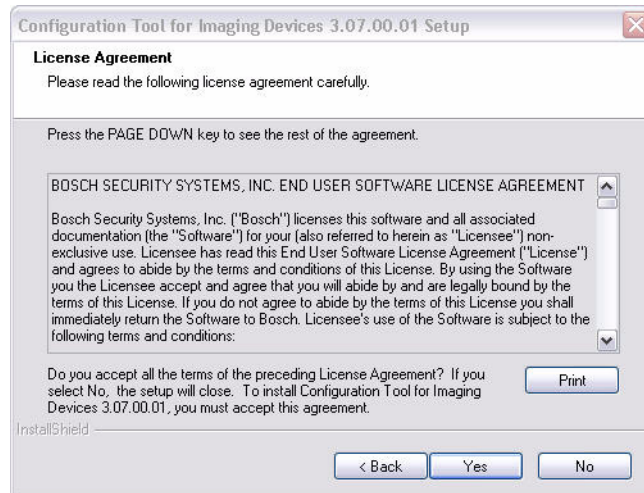 Configuration Tool for Imaging Devices 3.07.00.01 Setup
License Agreement
Please read the following license agreement carefully.
Press the PAGE DOWN key to see the rest of the agreement.
BOSCH SECURITY SYSTEMS, INC. END USER SOFTWARE LICENSE AGREEMENT
Bosch Security Systems, Inc. ("Bosch") licenses this software and all associated
documentation (the "Software") for your (also referred to herein as "Licensee") non-
exclusive use. Licensee has read this End User Software License Agreement ("License")
and agrees to abide by the terms and conditions of this License. By using the Software
you the Licensee accept and agree that you will abide by and are legally bound by the
terms of this License. If you do not agree to abide by the terms of this License you shall
immediately return the Software to Bosch. Licensee's use of the Software is subject to the
following terms and conditions:
Do you accept all the terms of the preceding License Agreement? If you
select No, the setup will close. To install Configuration Tool for Imaging
Devices 3.07.00.01, you must accept this agreement.
Print
InstallShield
< Back
Yes
No